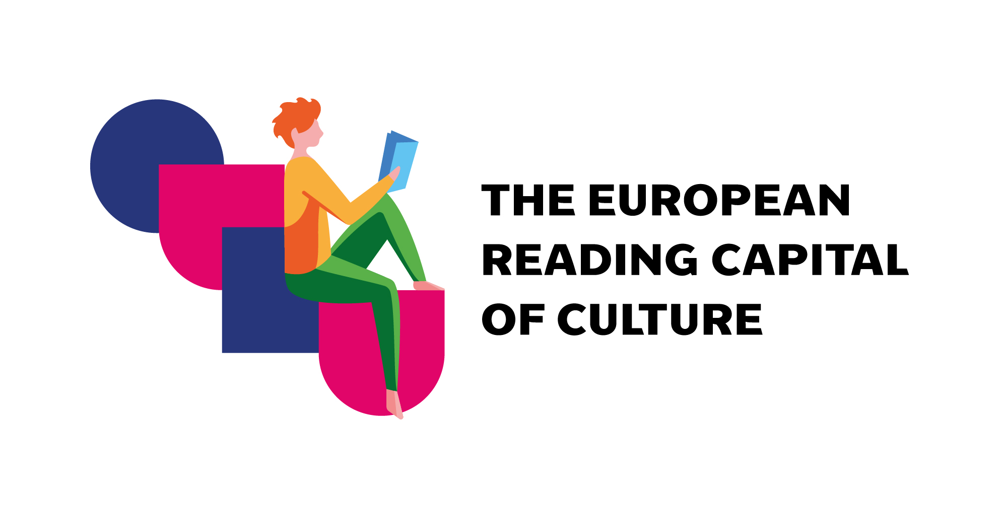 THE EUROPEAN
READING CAPITAL
OF CULTURE